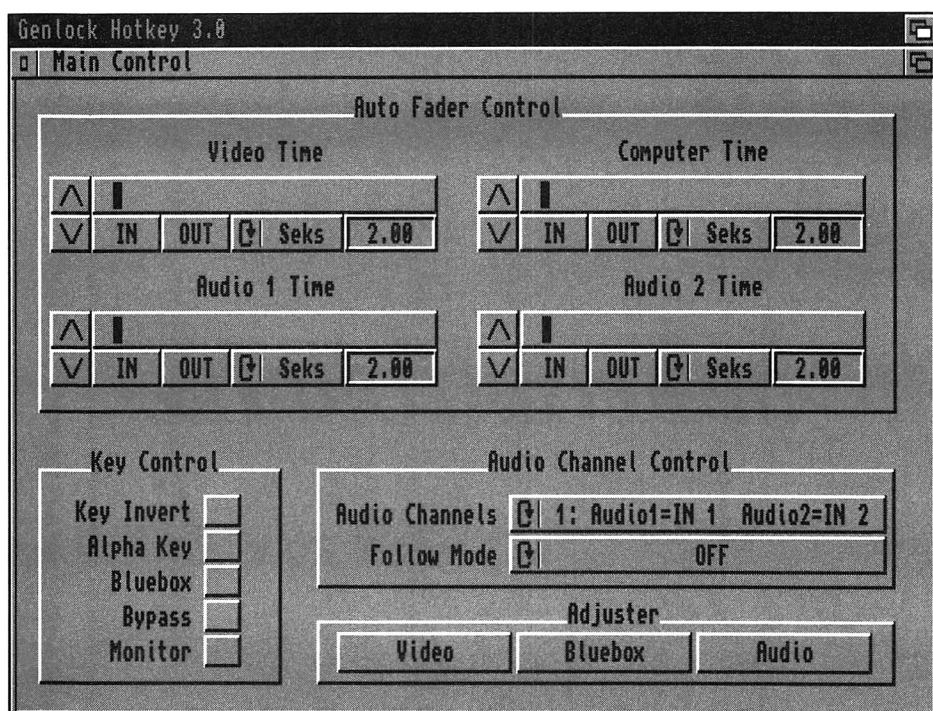 Genlock Hotkey 3.0
Main Control
Auto Fader Control
Video Time
Computer Time
IN OUT Seks 2.00
IN OUT Seks 2.00
Audio 1 Time
Audio 2 Time
IN OUT Seks 2.00
IN OUT Seks 2.00
Key Control
Key Invert
Alpha Key
Bluebox
Bypass
Monitor
Audio Channel Control
Audio Channels 1: Audio1=IN 1 Audio2=IN 2
Follow Mode OFF
Adjuster
Video Bluebox Audio